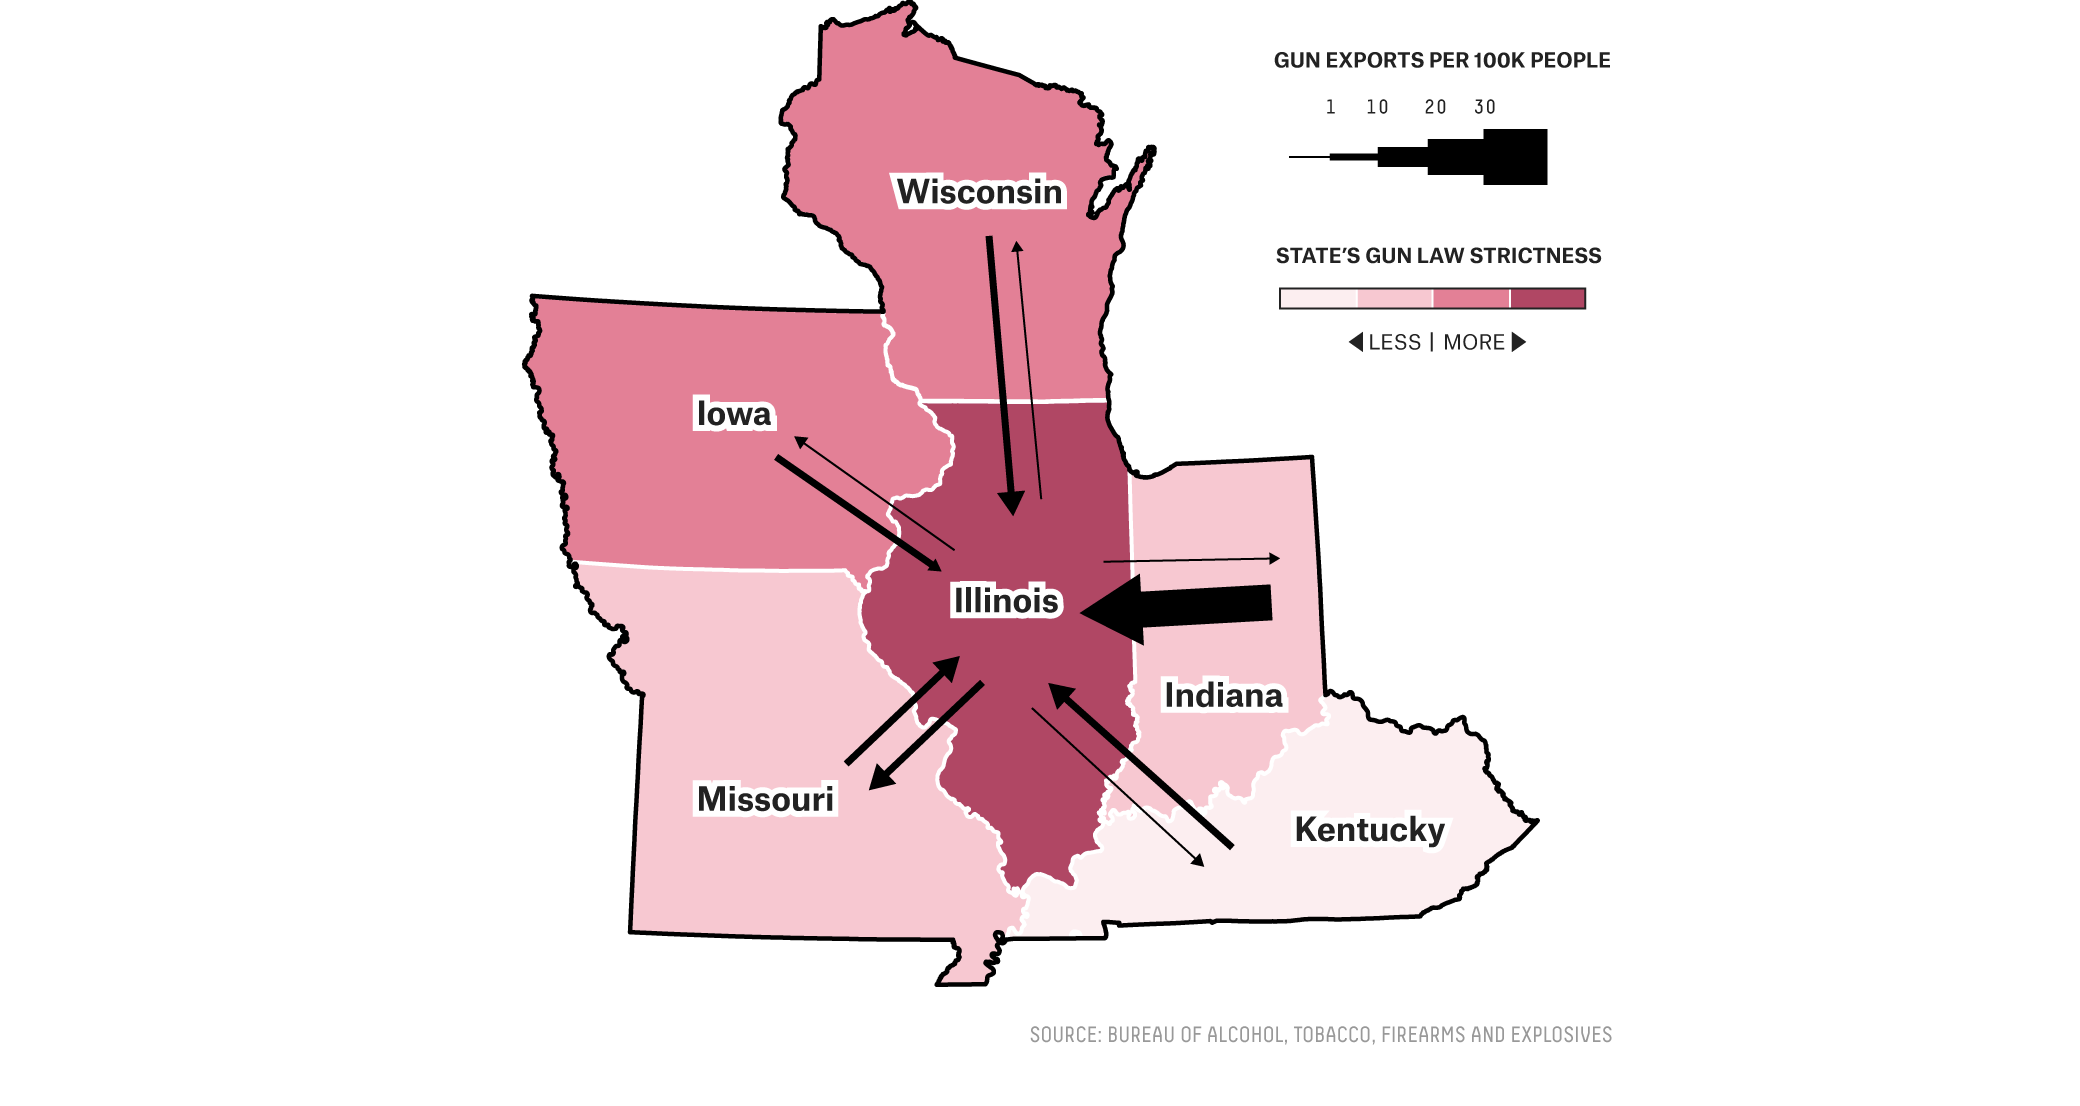 GUN EXPORTS PER 100K PEOPLE
1 10 20 30
Wisconsin
STATE’S GUN LAW STRICTNESS
◀LESS | MORE▶
Iowa
Illinois
Indiana
Missouri
Kentucky
SOURCE: BUREAU OF ALCOHOL, TOBACCO, FIREARMS AND EXPLOSIVES